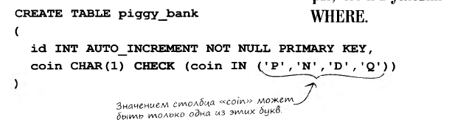 WHERE.
CREATE TABLE piggy_bank
(
id INT AUTO_INCREMENT NOT NULL PRIMARY KEY,
coin CHAR(1) CHECK (coin IN ('P','N','D','Q'))
)
Значением столбца «coin» может
быть только одна из этих букв.